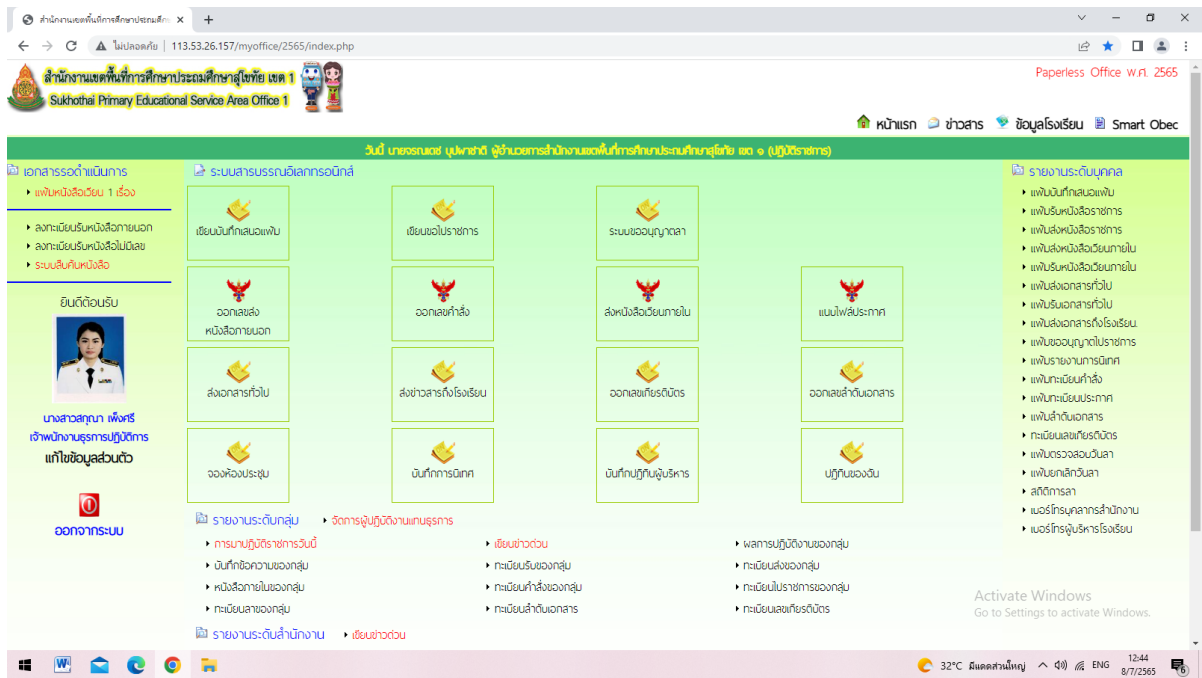 สำนักงานเขตพื้นที่การศึกษาประถมศึก
ไม่ปลอดภัย
113.53.26.157/myoffice/2565/index.php
สำนักงานเขตพื้นที่การศึกษาประถมศึกษาสุโขทัย เขต 1
Sukhothai Primary Educational Service Area Office 1
Paperless Office พ.ศ. 2565
หน้าแรก ข่าวสาร ข้อมูลโรงเรียน Smart Obec
วันนี้ นายจรณเดช บุปผาชาติ ผู้อำนวยการสำนักงานเขตพื้นที่การศึกษาประถมศึกษาสุโขทัย เขต ๑ (ปฏิบัติราชการ)
เอกสารรอดำเนินการ
แฟ้มหนังสือเวียน 1 เรื่อง
ลงทะเบียนรับหนังสือภายนอก
ลงทะเบียนรับหนังสือไม่มีเลข
ระบบสืบค้นหนังสือ
ยินดีต้อนรับ
นางสาวสกุณา เพ็งศรี
เจ้าพนักงานธุรการปฏิบัติการ
แก้ไขข้อมูลส่วนตัว
ออกจากระบบ
ระบบสารบรรณอิเลกทรอนิกส์
เขียนบันทึกเสนอแฟ้ม
เขียนขอไปราชการ
ระบบขออนุญาตลา
ออกเลขส่ง
หนังสือภายนอก
ออกเลขคำสั่ง
ส่งหนังสือเวียนภายใน
แนบไฟล์ประกาศ
ส่งเอกสารทั่วไป
ส่งข่าวสารถึงโรงเรียน
ออกเลขเกียรติบัตร
ออกเลขลำดับเอกสาร
จองห้องประชุม
บันทึกการนิเทศ
บันทึกปฏิทินผู้บริหาร
ปฏิทินของฉัน
รายงานระดับกลุ่ม
จัดการผู้ปฏิบัติงานแทนธุรการ
การมาปฏิบัติราชการวันนี้
เขียนข่าวด่วน
ผลการปฏิบัติงานของกลุ่ม
บันทึกข้อความของกลุ่ม
ทะเบียนรับของกลุ่ม
ทะเบียนส่งของกลุ่ม
หนังสือภายในของกลุ่ม
ทะเบียนคำสั่งของกลุ่ม
ทะเบียนไปราชการของกลุ่ม
ทะเบียนลาของกลุ่ม
ทะเบียนลำดับเอกสาร
ทะเบียนเลขเกียรติบัตร
รายงานระดับสำนักงาน
เขียนข่าวด่วน
รายงานระดับบุคคล
แฟ้มบันทึกเสนอแฟ้ม
แฟ้มรับหนังสือราชการ
แฟ้มส่งหนังสือราชการ
แฟ้มส่งหนังสือเวียนภายใน
แฟ้มรับหนังสือเวียนภายใน
แฟ้มส่งเอกสารทั่วไป
แฟ้มรับเอกสารทั่วไป
แฟ้มส่งเอกสารถึงโรงเรียน.
แฟ้มขออนุญาตไปราชการ
แฟ้มรายงานการนิเทศ
แฟ้มทะเบียนคำสั่ง
แฟ้มทะเบียนประกาศ
แฟ้มลำดับเอกสาร
ทะเบียนเลขเกียรติบัตร
แฟ้มตรวจสอบวันลา
แฟ้มยกเลิกวันลา
สถิติการลา
เบอร์โทรบุคลากรสำนักงาน
เบอร์โทรผู้บริหารโรงเรียน
Activate Windows
Go to Settings to activate Windows.
32°C มีแดดส่วนใหญ่
ENG
12:44
8/7/2565
6